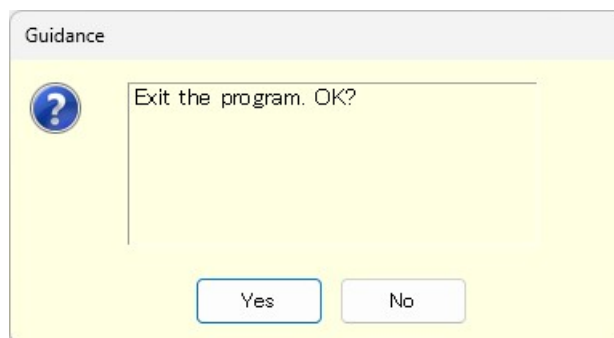 Guidance
Exit the program. OK?
Yes
No